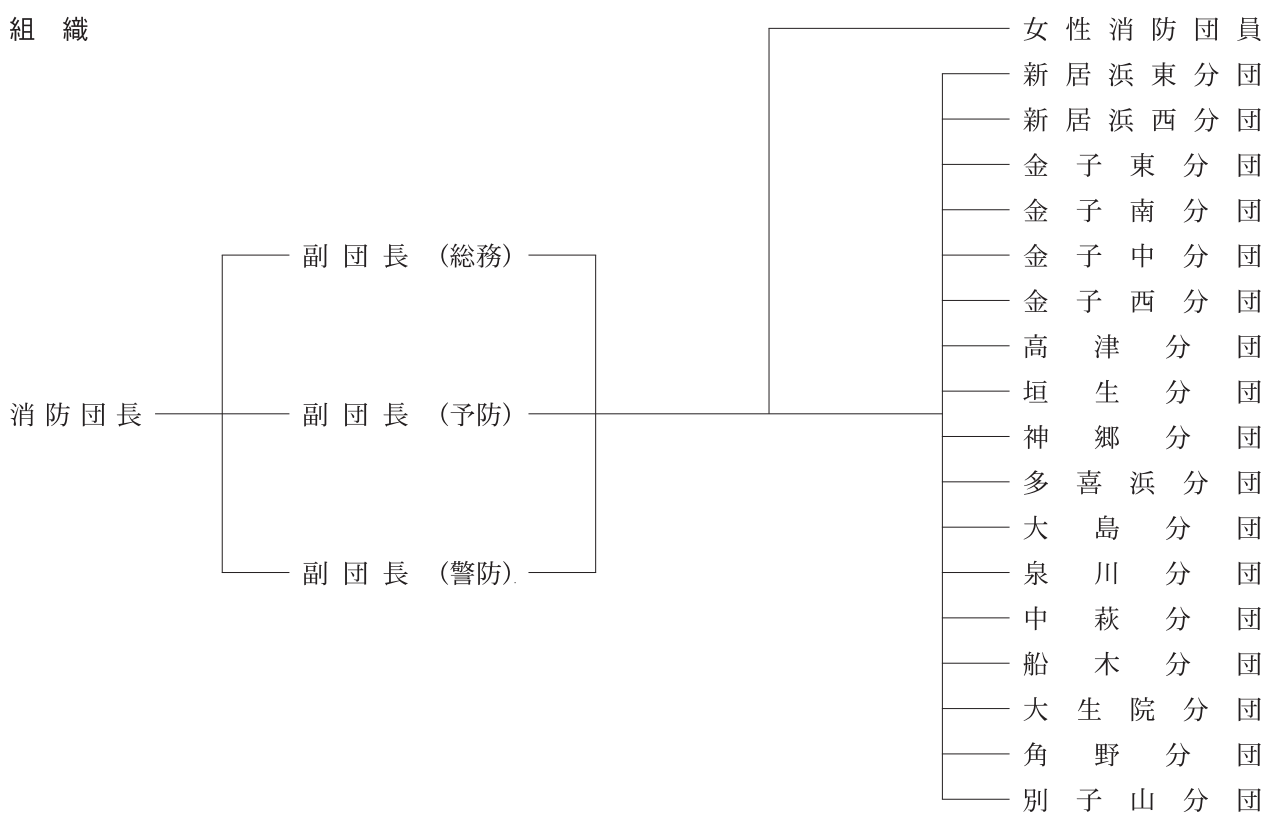 組織
女性消防団員
新居浜東分団
新居浜西分団
金子東分団
金子南分団
副団長（総務）
金子中分団
金子西分団
高津分団
垣生分団
消防団長
副団長（予防）
神郷分団
多喜浜分団
大島分団
副団長（警防）
泉川分団
中萩分団
船木分団
大生院分団
角野分団
別子山分団